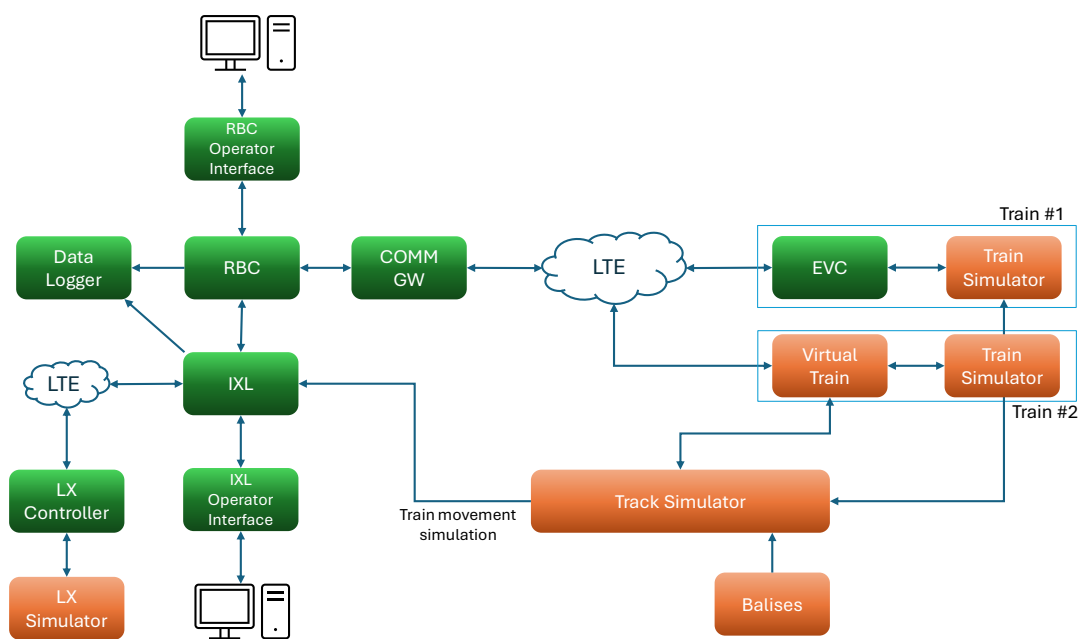 RBC
Operator
Interface
Train #1
Data
Logger
RBC
COMM
GW
LTE
EVC
Train
Simulator
LTE
IXL
Virtual
Train
Train
Simulator
Train #2
LX
Controller
IXL
Operator
Interface
Track Simulator
Train movement
simulation
LX
Simulator
Balises